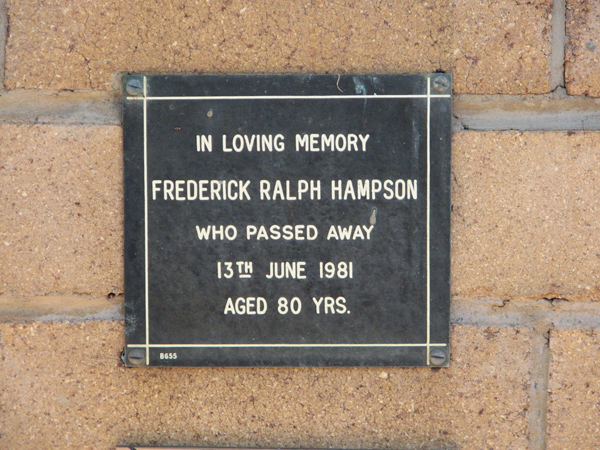 IN LOVING MEMORY
FREDERICK RALPH HAMPSON
WHO PASSED AWAY
13TH JUNE 1981
AGED 80 YRS.
B655